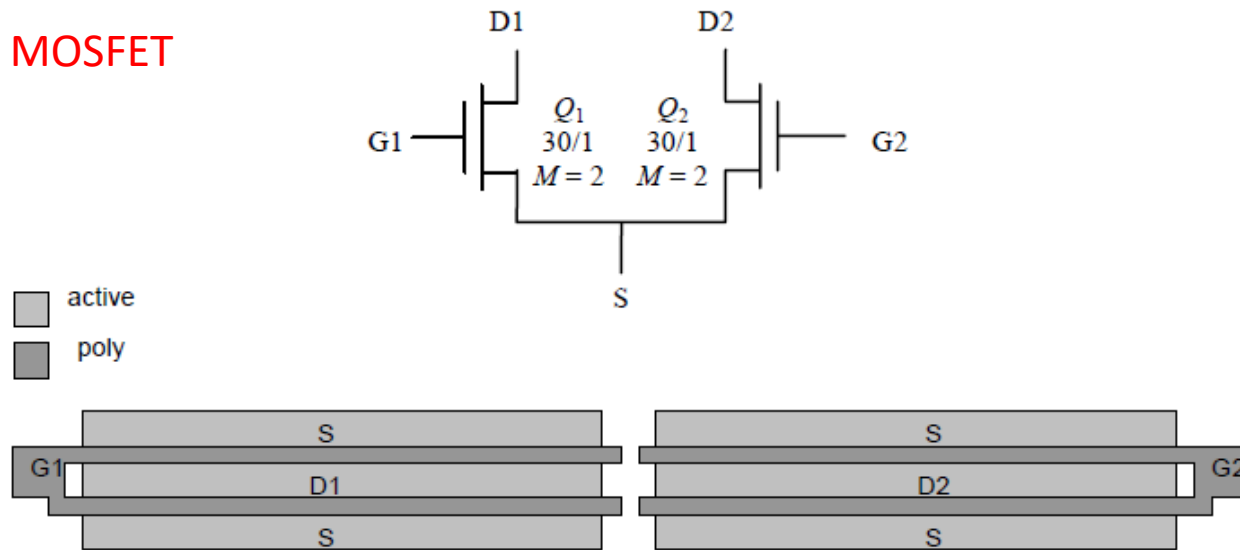 MOSFET
D1 D2
Q1 Q2
30/1 30/1
G1 G2
M = 2 M = 2
S
active
poly
S S
G1 G2
D1 D2
S S